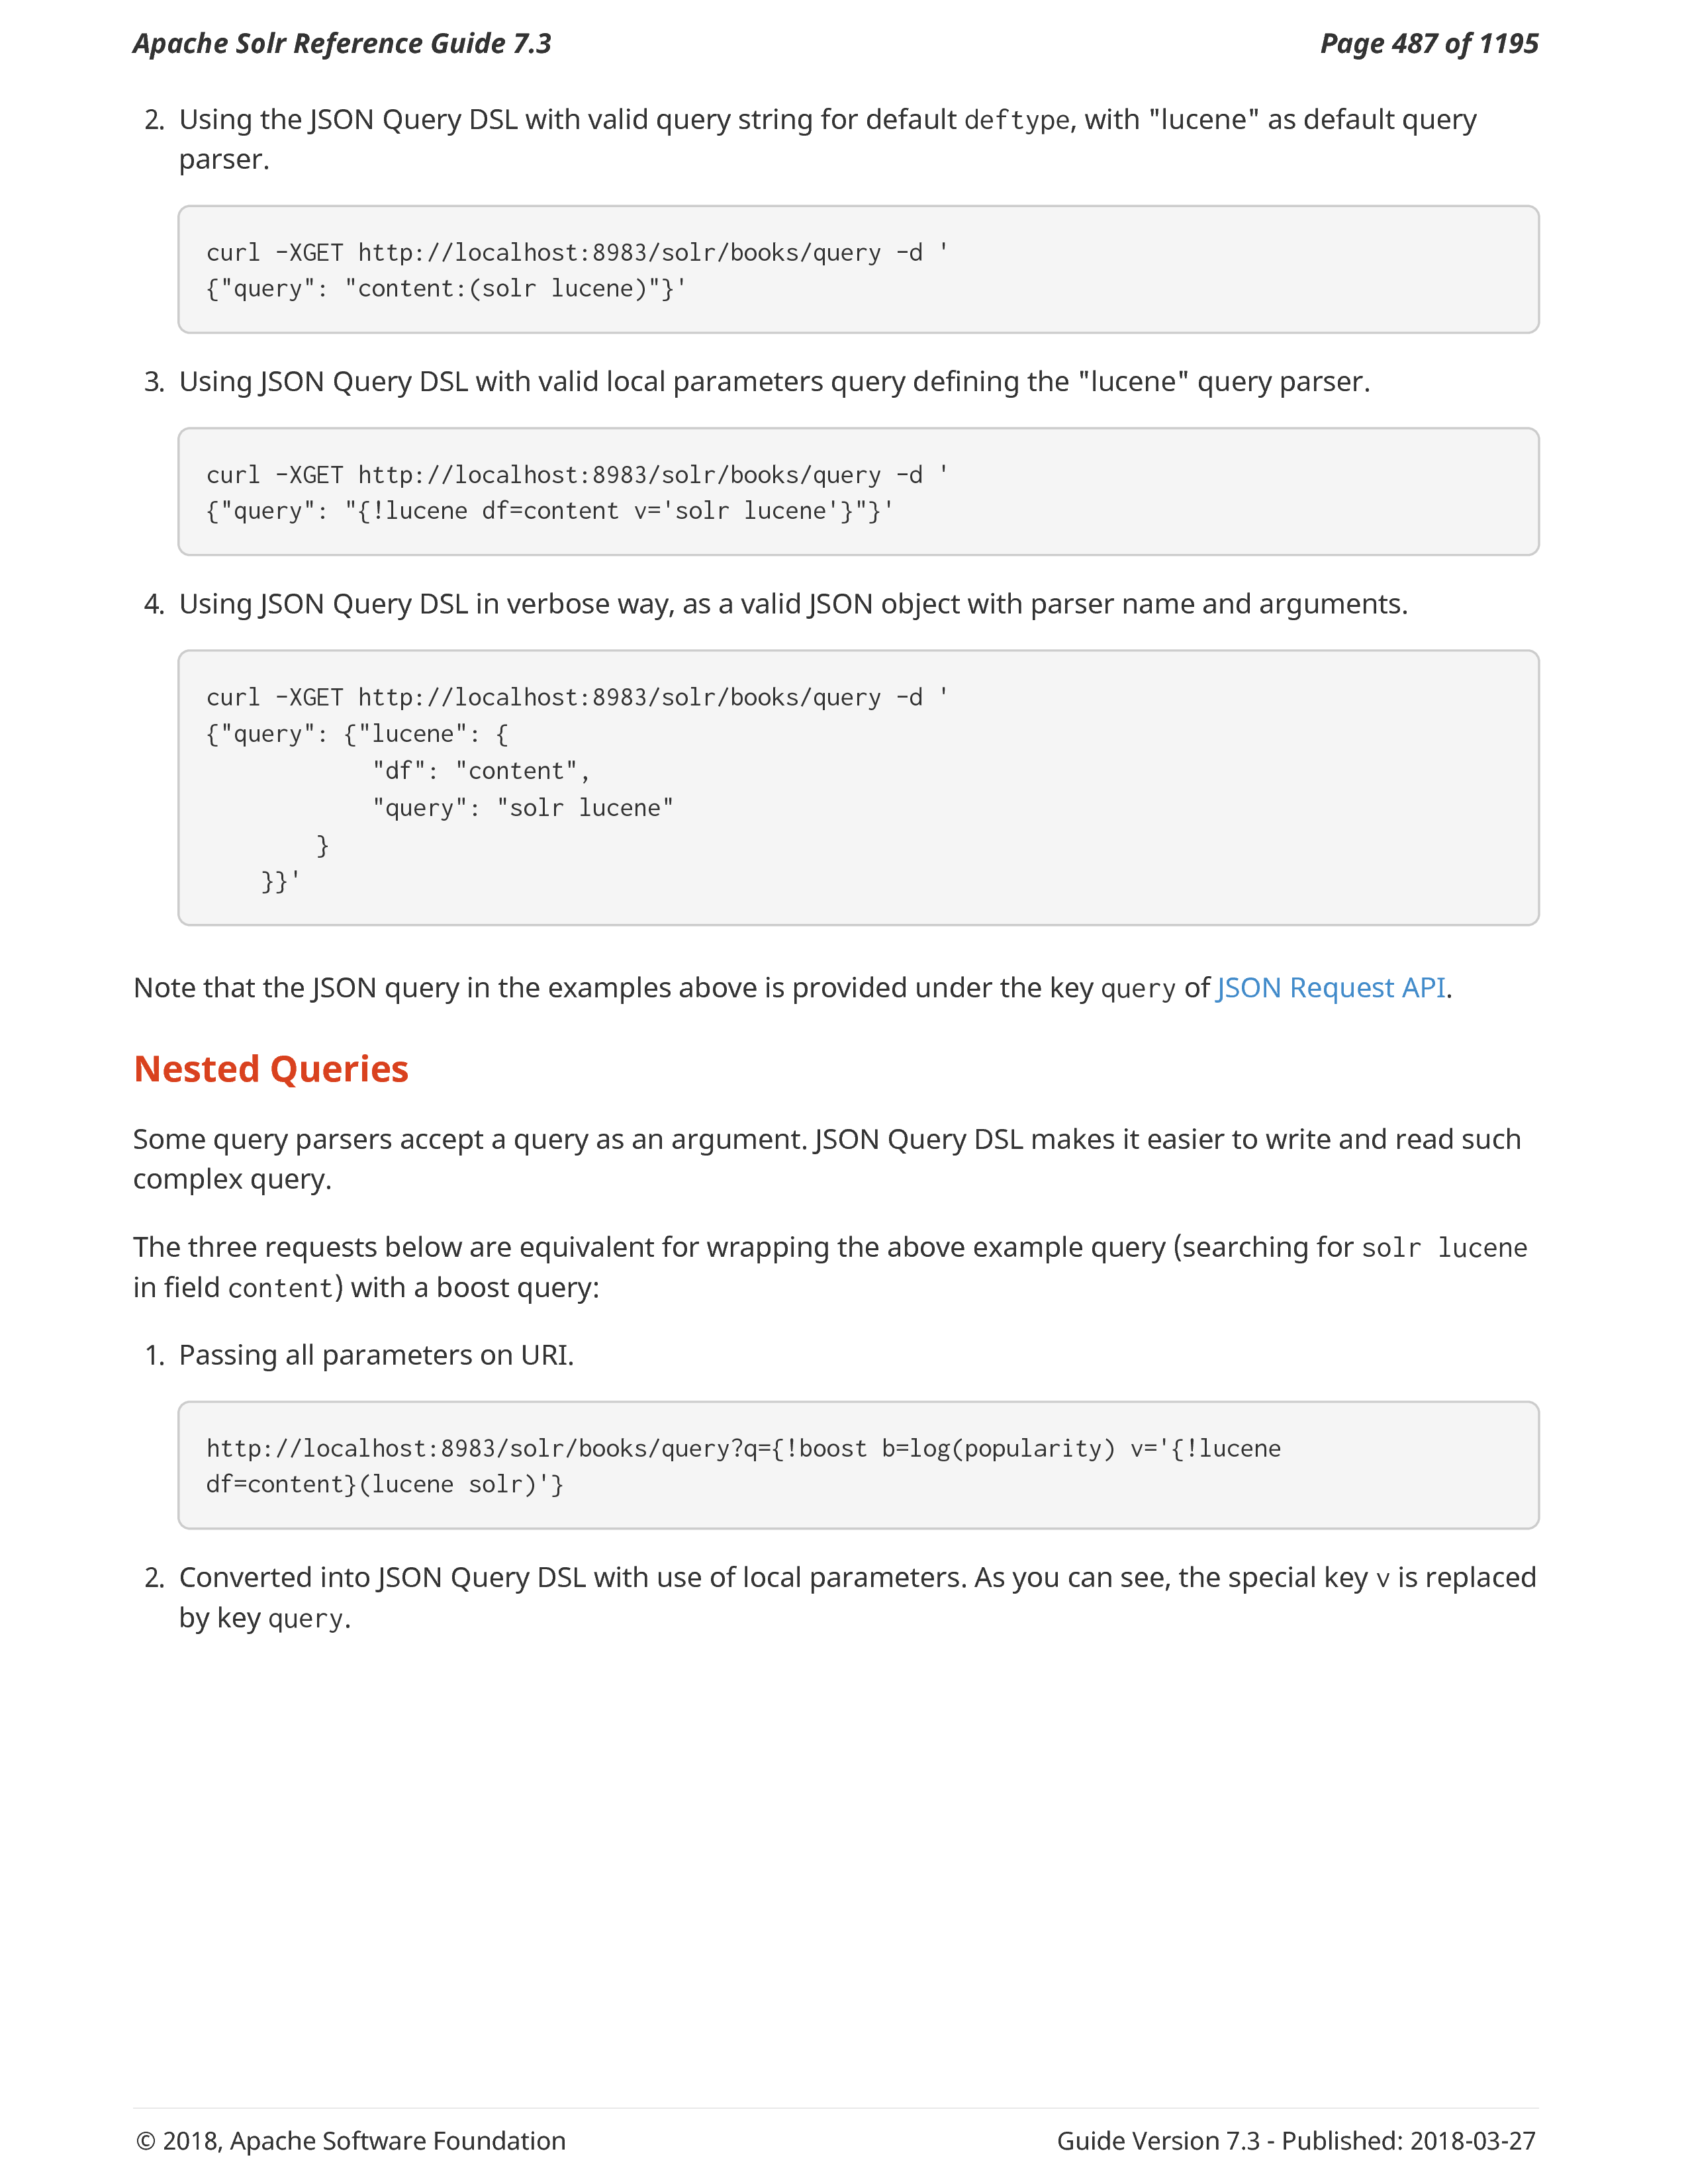 Apache Solr Reference Guide 7.3 Page 487 of 1195
2. Using the JSON Query DSL with valid query string for default deftype, with "lucene" as default query
parser.
curl -XGET http://localhost:8983/solr/books/query -d '
{"query": "content:(solr lucene)"}'
3. Using JSON Query DSL with valid local parameters query defining the "lucene" query parser.
curl -XGET http://localhost:8983/solr/books/query -d '
{"query": "{!lucene df=content v='solr lucene'}"}'
4. Using JSON Query DSL in verbose way, as a valid JSON object with parser name and arguments.
curl -XGET http://localhost:8983/solr/books/query -d '
{"query": {"lucene": {
            "df": "content",
            "query": "solr lucene"
        }
    }}'
Note that the JSON query in the examples above is provided under the key query of JSON Request API.
Nested Queries
Some query parsers accept a query as an argument. JSON Query DSL makes it easier to write and read such
complex query.
The three requests below are equivalent for wrapping the above example query (searching for solr lucene
in field content) with a boost query:
1. Passing all parameters on URI.
http://localhost:8983/solr/books/query?q={!boost b=log(popularity) v='{!lucene
df=content}(lucene solr)'}
2. Converted into JSON Query DSL with use of local parameters. As you can see, the special key v is replaced
by key query.
© 2018, Apache Software Foundation Guide Version 7.3 - Published: 2018-03-27